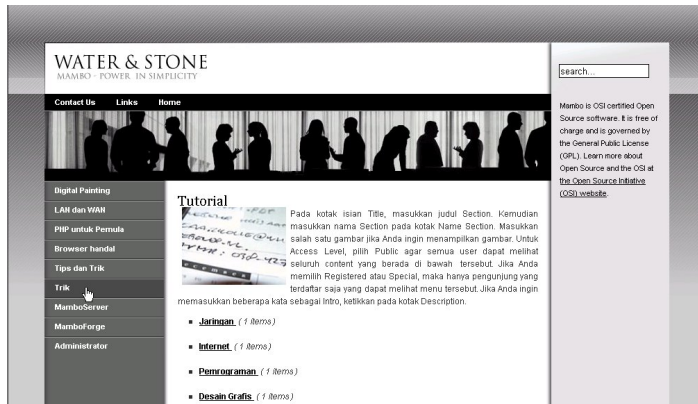 WATER & STONE
MAMBO - POWER IN SIMPLICITY
Contact Us Links Home
search...
Mambo is OSI certified Open
Source software. It is free of
charge and is governed by
the General Public License
(GPL). Learn more about
Open Source and the OSI at
the Open Source Initiative
(OSI) website.
Digital Painting
LAN dan WAN
PHP untuk Pemula
Browser handal
Tips dan Trik
Trik
MamboServer
MamboForge
Administrator
Tutorial
Pada kotak isian Title, masukkan judul Section. Kemudian
masukkan nama Section pada kotak Name Section. Masukkan
salah satu gambar jika Anda ingin menampilkan gambar. Untuk
Access Level, pilih Public agar semua user dapat melihat
seluruh content yang berada di bawah tersebut. Jika Anda
memilih Registered atau Special, maka hanya pengunjung yang
terdaftar saja yang dapat melihat menu tersebut. Jika Anda ingin
memasukkan beberapa kata sebagai Intro, ketikkan pada kotak Description.
Jaringan (1 items)
Internet (1 items)
Pemrograman (1 items)
Desain Grafis (1 items)